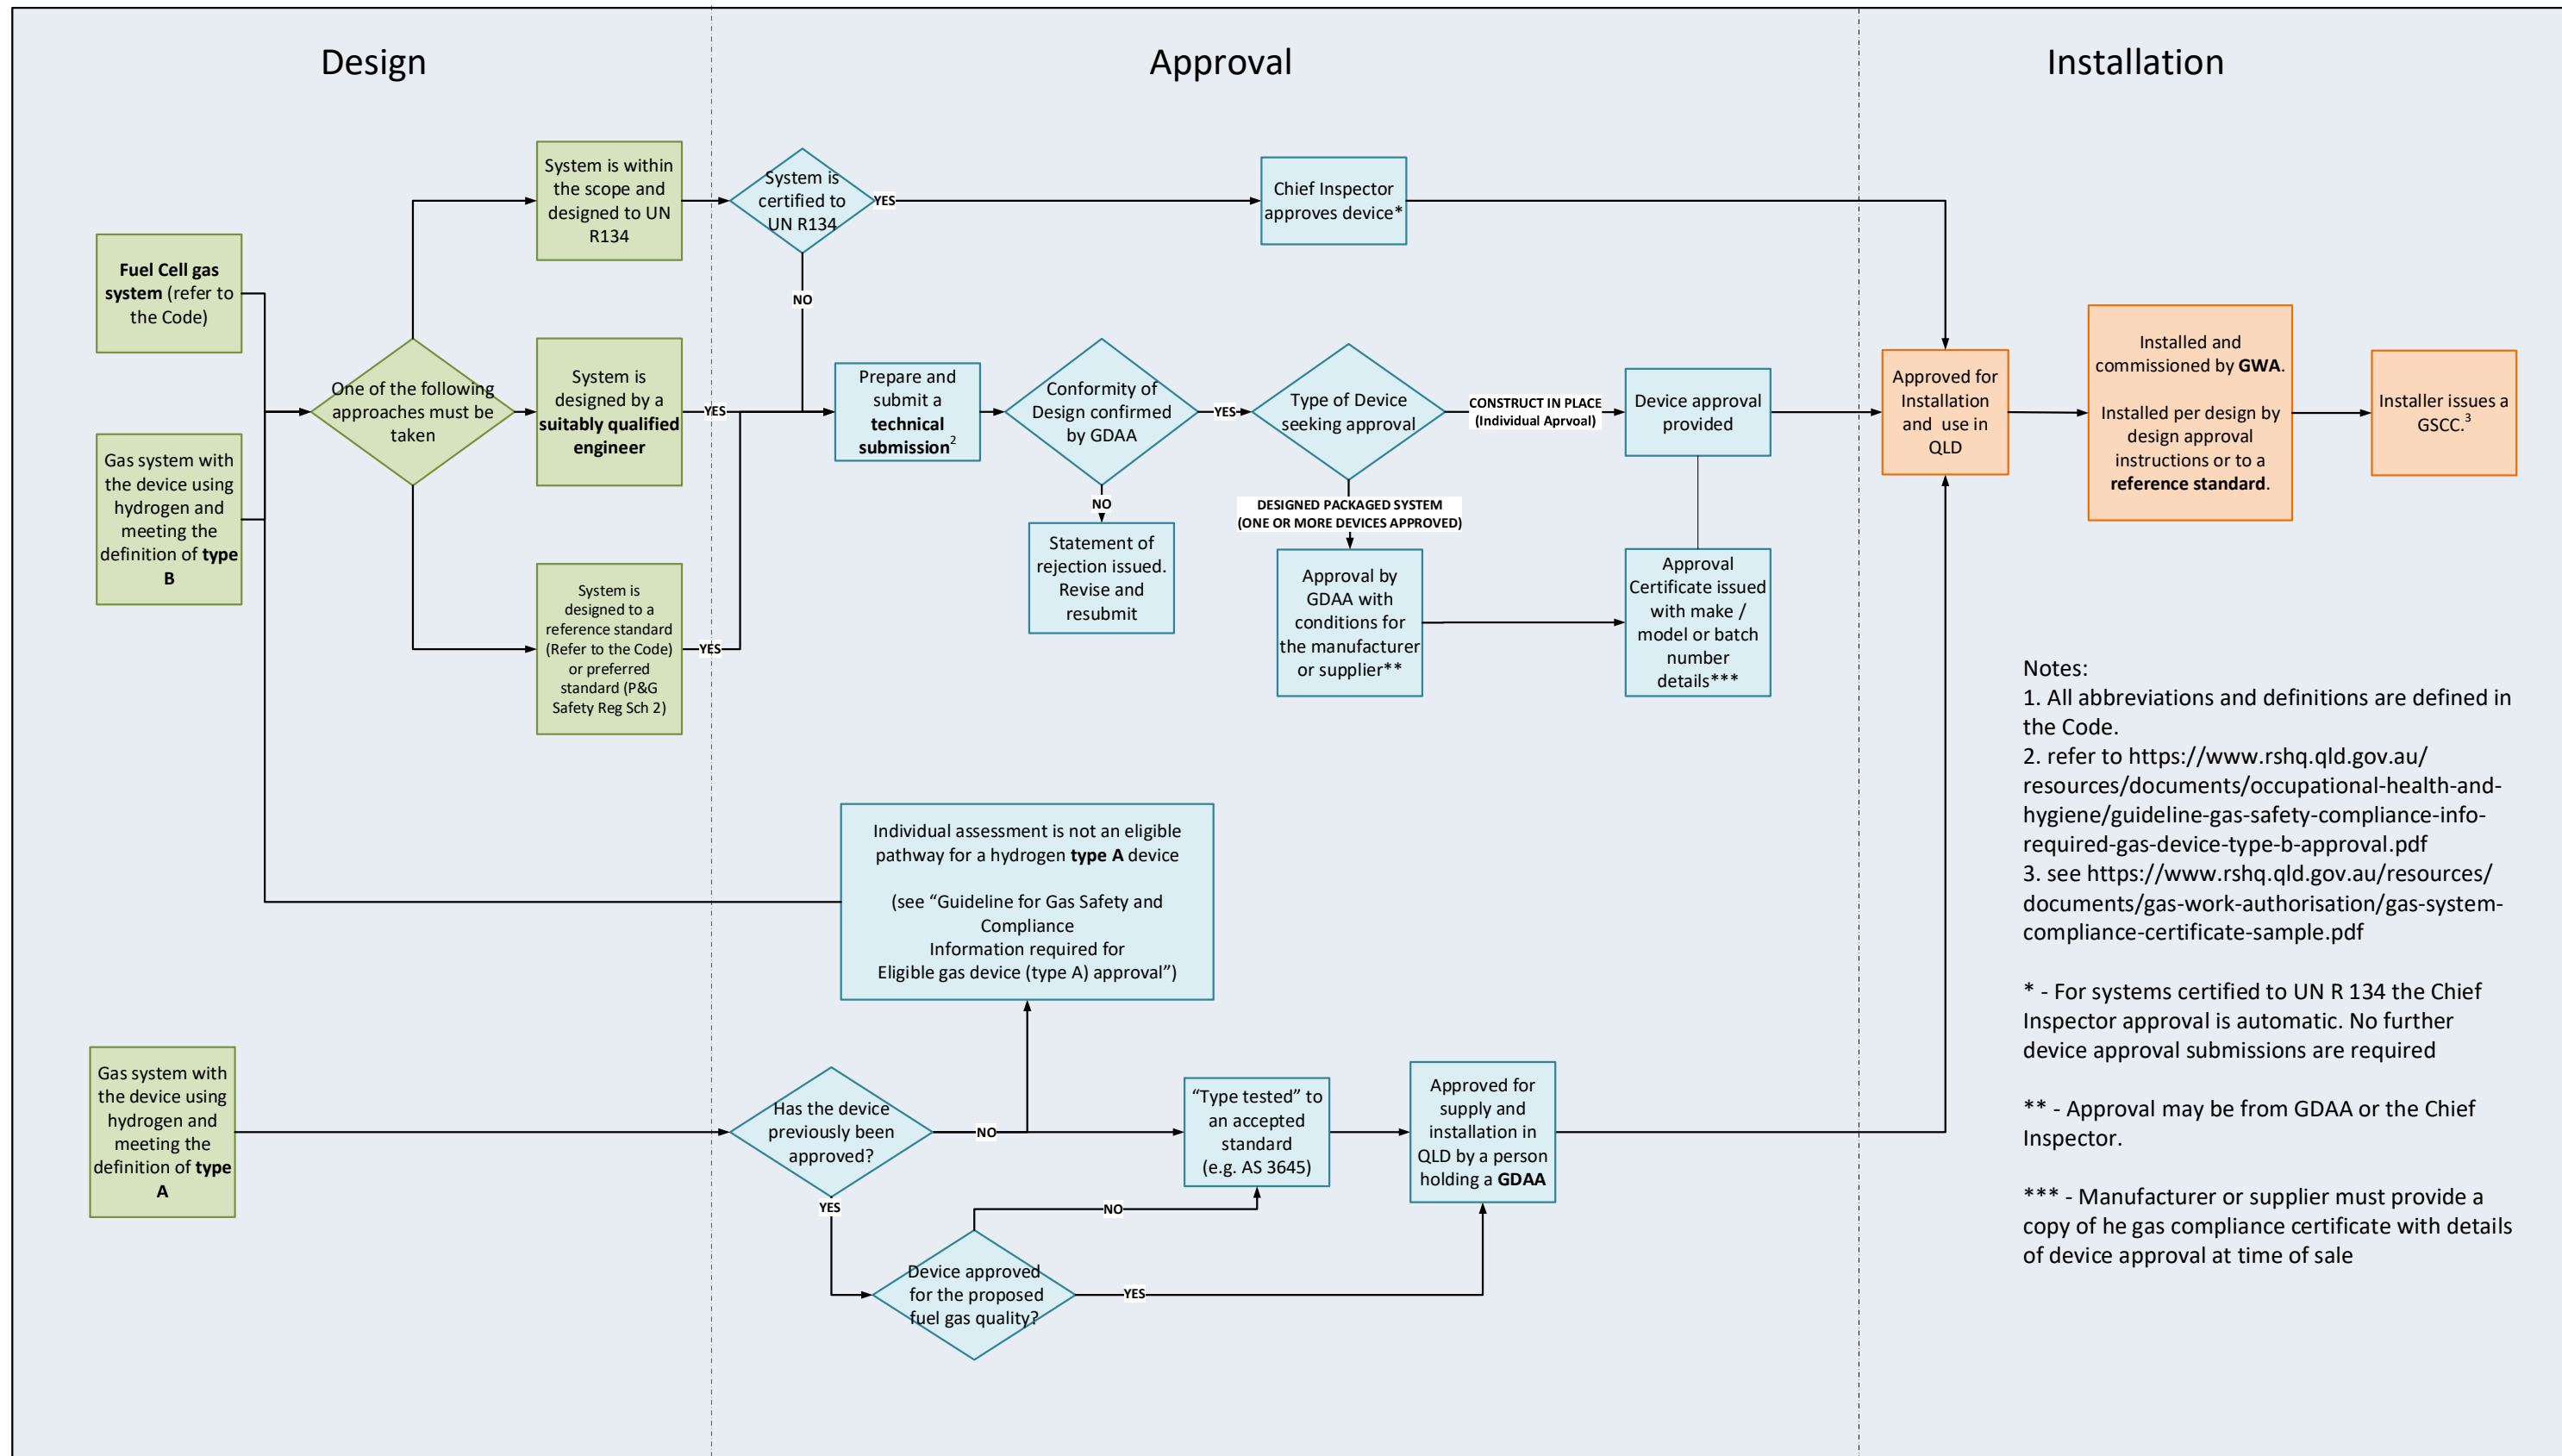 Design
Approval
Installation
System is within
the scope and
designed to UN
R134
System is
certified to
UN R134
YES
Chief Inspector
approves device*
Fuel Cell gas
system (refer to
the Code)
NO
One of the following
approaches must be
taken
System is
designed by a
suitably qualified
engineer
YES
Prepare and
submit a
technical
submission2
Conformity of
Design confirmed
by GDAA
YES
Type of Device
seeking approval
CONSTRUCT IN PLACE
(Individual Aprvoal)
Device approval
provided
Approved for
Installation
and use in
QLD
Installed and
commissioned by GWA.
Installed per design by
design approval
instructions or to a
reference standard.
Installer issues a
GSCC.3
Gas system with
the device using
hydrogen and
meeting the
definition of type
B
NO
Statement of
rejection issued.
Revise and
resubmit
DESIGNED PACKAGED SYSTEM
(ONE OR MORE DEVICES APPROVED)
Approval by
GDAA with
conditions for
the manufacturer
or supplier**
Approval
Certificate issued
with make /
model or batch
number
details***
System is
designed to a
reference standard
(Refer to the Code)
or preferred
standard (P&G
Safety Reg Sch 2)
YES
Individual assessment is not an eligible
pathway for a hydrogen type A device
(see “Guideline for Gas Safety and
Compliance
Information required for
Eligible gas device (type A) approval”)
Gas system with
the device using
hydrogen and
meeting the
definition of type
A
Has the device
previously been
approved?
NO
“Type tested” to
an accepted
standard
(e.g. AS 3645)
Approved for
supply and
installation in
QLD by a person
holding a GDAA
YES
NO
Device approved
for the proposed
fuel gas quality?
YES
Notes:
1. All abbreviations and definitions are defined in
the Code.
2. refer to https://www.rshq.qld.gov.au/
resources/documents/occupational-health-and-
hygiene/guideline-gas-safety-compliance-info-
required-gas-device-type-b-approval.pdf
3. see https://www.rshq.qld.gov.au/resources/
documents/gas-work-authorisation/gas-system-
compliance-certificate-sample.pdf
* - For systems certified to UN R 134 the Chief
Inspector approval is automatic. No further
device approval submissions are required
** - Approval may be from GDAA or the Chief
Inspector.
*** - Manufacturer or supplier must provide a
copy of he gas compliance certificate with details
of device approval at time of sale